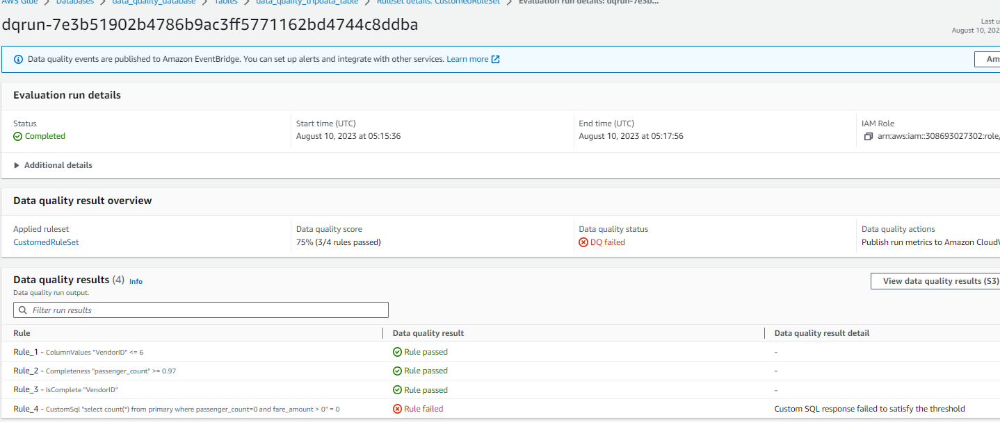 AWS Glue > Databases > data_quality_database > Tables > data_quality_tripdata_table > Ruleset details: CustomedRuleSet > Evaluation run details: dqrun-7e3b...
dqrun-7e3b51902b4786b9ac3ff5771162bd4744c8ddba
Last u
August 10, 202
Data quality events are published to Amazon EventBridge. You can set up alerts and integrate with other services. Learn more
Am
Evaluation run details
Status
Completed
Start time (UTC)
August 10, 2023 at 05:15:36
End time (UTC)
August 10, 2023 at 05:17:56
IAM Role
arn:aws:iam::308693027302:role/
Additional details
Data quality result overview
Applied ruleset
CustomedRuleSet
Data quality score
75% (3/4 rules passed)
Data quality status
DQ failed
Data quality actions
Publish run metrics to Amazon Cloud
Data quality results (4) Info
View data quality results (S3)
Data quality run output.
Filter run results
Rule Data quality result Data quality result detail
Rule_1 - ColumnValues "VendorID" <= 6 Rule passed -
Rule_2 - Completeness "passenger_count" >= 0.97 Rule passed -
Rule_3 - IsComplete "VendorID" Rule passed -
Rule_4 - CustomSql "select count(*) from primary where passenger_count=0 and fare_amount > 0" = 0 Rule failed Custom SQL response failed to satisfy the threshold